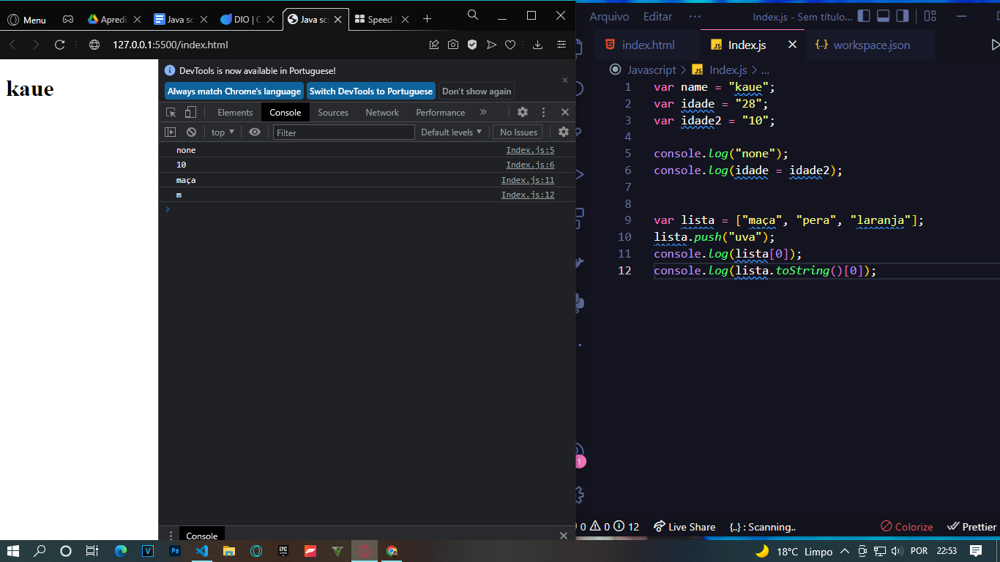 Menu
Apredi
Java sc
DIO | C
Java sc
Speed
127.0.0.1:5500/index.html
kaue
DevTools is now available in Portuguese!
Always match Chrome's language
Switch DevTools to Portuguese
Don't show again
Elements
Console
Sources
Network
Performance
top
Filter
Default levels
No Issues
none Index.js:5
10 Index.js:6
maça Index.js:11
m Index.js:12
Console
Arquivo
Editar
Index.js - Sem título...
index.html
Index.js
workspace.json
Javascript > Index.js > ...
1 var name = "kaue";
2 var idade = "28";
3 var idade2 = "10";
4
5 console.log("none");
6 console.log(idade = idade2);
7
8
9 var lista = ["maça", "pera", "laranja"];
10 lista.push("uva");
11 console.log(lista[0]);
12 console.log(lista.toString()[0]);
1
0 0 12
Live Share
{..} : Scanning..
Colorize
Prettier
18°C Limpo
POR
22:53